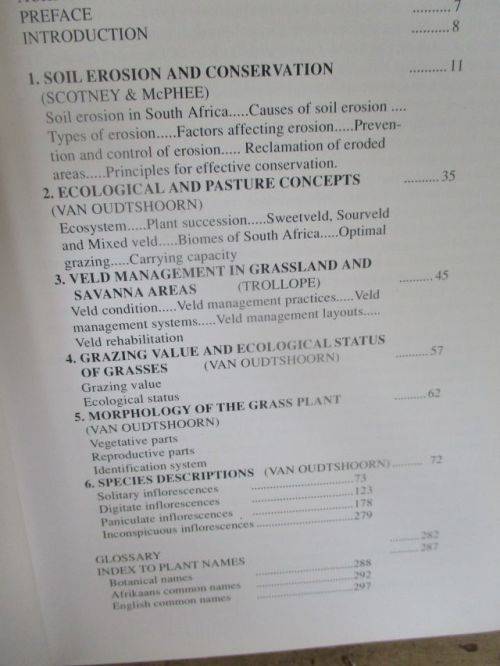 PREFACE ..........7
INTRODUCTION ..........8
1. SOIL EROSION AND CONSERVATION .......... 11
(SCOTNEY & McPHEE)
Soil erosion in South Africa.....Causes of soil erosion ....
Types of erosion.....Factors affecting erosion.....Preven-
tion and control of erosion..... Reclamation of eroded
areas.....Principles for effective conservation.
2. ECOLOGICAL AND PASTURE CONCEPTS .......... 35
(VAN OUDTSHOORN)
Ecosystem.....Plant succession.....Sweetveld, Sourveld
and Mixed veld.....Biomes of South Africa.....Optimal
grazing.....Carrying capacity
3. VELD MANAGEMENT IN GRASSLAND AND
SAVANNA AREAS (TROLLOPE) .......... 45
Veld condition.....Veld management practices.....Veld
management systems.....Veld management layouts.....
Veld rehabilitation
4. GRAZING VALUE AND ECOLOGICAL STATUS
OF GRASSES (VAN OUDTSHOORN) ..........57
Grazing value
Ecological status
5. MORPHOLOGY OF THE GRASS PLANT ..........62
(VAN OUDTSHOORN)
Vegetative parts
Reproductive parts
Identification system
6. SPECIES DESCRIPTIONS (VAN OUDTSHOORN).......... 72
Solitary inflorescences ..............................73
Digitate inflorescences ..............................123
Paniculate inflorescences ..............................178
Inconspicuous inflorescences ..............................279
GLOSSARY ..........282
INDEX TO PLANT NAMES ..........287
Botanical names ..............................288
Afrikaans common names ..............................292
English common names ..............................297